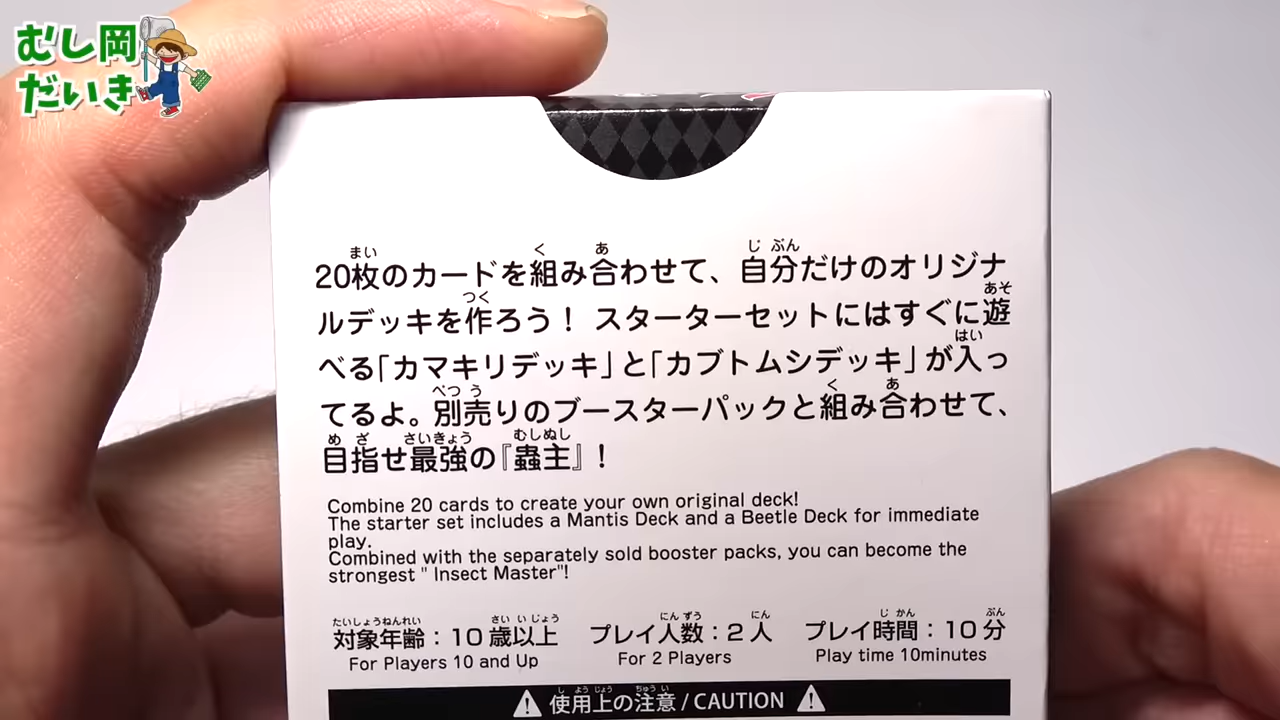 むし岡
だいき
20枚のカードを組み合わせて、自分だけのオリジナ
ルデッキを作ろう！ スターターセットにはすぐに遊
べる「カマキリデッキ」と「カブトムシデッキ」が入っ
てるよ。別売りのブースターパックと組み合わせて、
目指せ最強の『蟲主』！
Combine 20 cards to create your own original deck!
The starter set includes a Mantis Deck and a Beetle Deck for immediate
play.
Combined with the separately sold booster packs, you can become the
strongest " Insect Master"!
対象年齢：10歳以上 プレイ人数：2人 プレイ時間：10分
For Players 10 and Up For 2 Players Play time 10minutes
使用上の注意 / CAUTION